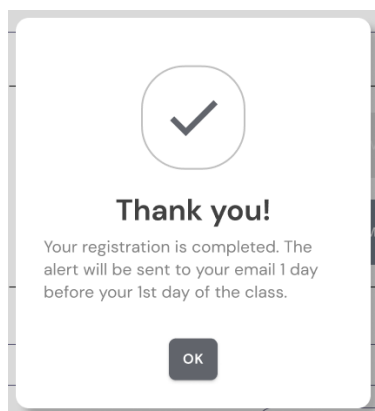 Thank you!
Your registration is completed. The
alert will be sent to your email 1 day
before your 1st day of the class.
OK